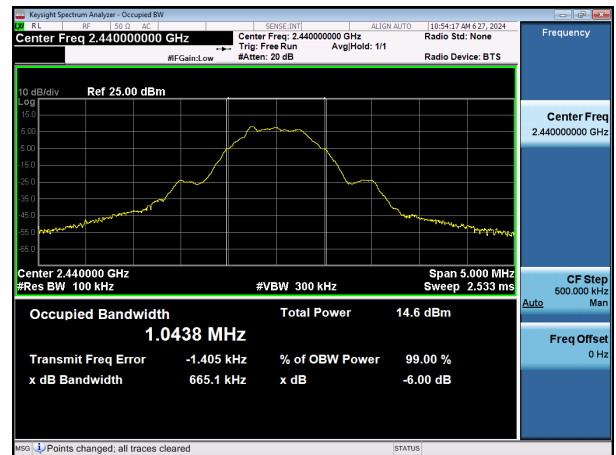 Keysight Spectrum Analyzer - Occupied BW
RL RF 50 Ω AC SENSE:INT ALIGN AUTO 10:54:17 AM 6 27, 2024
Center Freq 2.440000000 GHz
Center Freq: 2.440000000 GHz Radio Std: None
Trig: Free Run Avg|Hold: 1/1
#IFGain:Low #Atten: 20 dB Radio Device: BTS
Frequency
10 dB/div Ref 25.00 dBm
Log
15.0
5.00
-5.00
-15.0
-25.0
-35.0
-45.0
-55.0
-65.0
Center Freq
2.440000000 GHz
Center 2.440000 GHz Span 5.000 MHz
#Res BW 100 kHz #VBW 300 kHz Sweep 2.533 ms
CF Step
500.000 kHz
Auto Man
Occupied Bandwidth Total Power 14.6 dBm
1.0438 MHz
Transmit Freq Error -1.405 kHz % of OBW Power 99.00 %
x dB Bandwidth 665.1 kHz x dB -6.00 dB
Freq Offset
0 Hz
MSG Points changed; all traces cleared STATUS